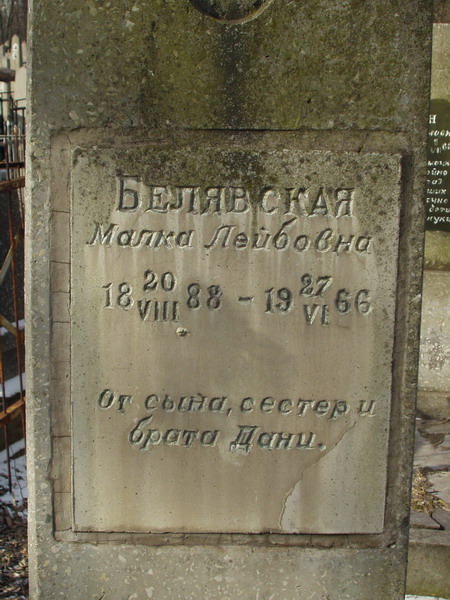 Белявская
Малка Лейбовна
18 20/VIII 88 - 19 27/VI 66
От сына, сестер и
брата Дани.